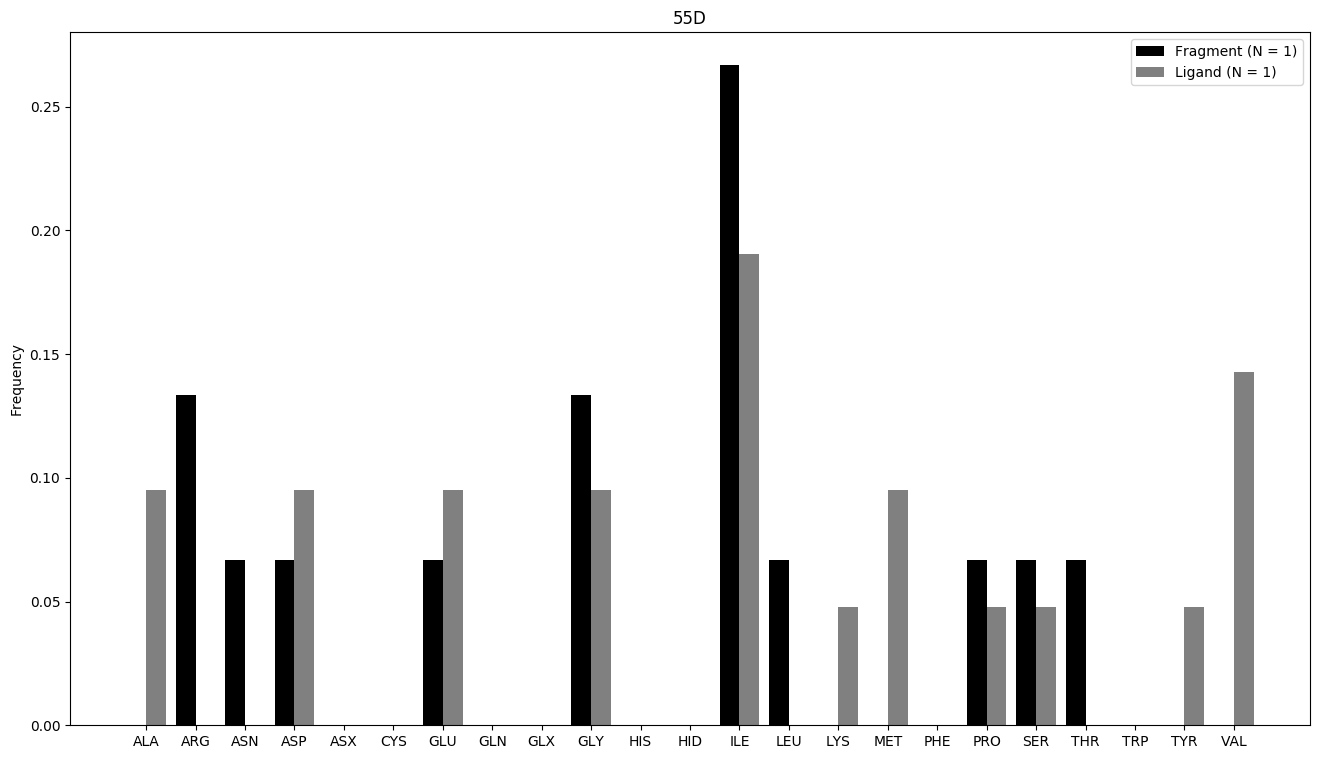 55D
Fragment (N = 1)
Ligand (N = 1)
Frequency
0.25
0.20
0.15
0.10
0.05
0.00
ALA ARG ASN ASP ASX CYS GLU GLN GLX GLY HIS HID ILE LEU LYS MET PHE PRO SER THR TRP TYR VAL